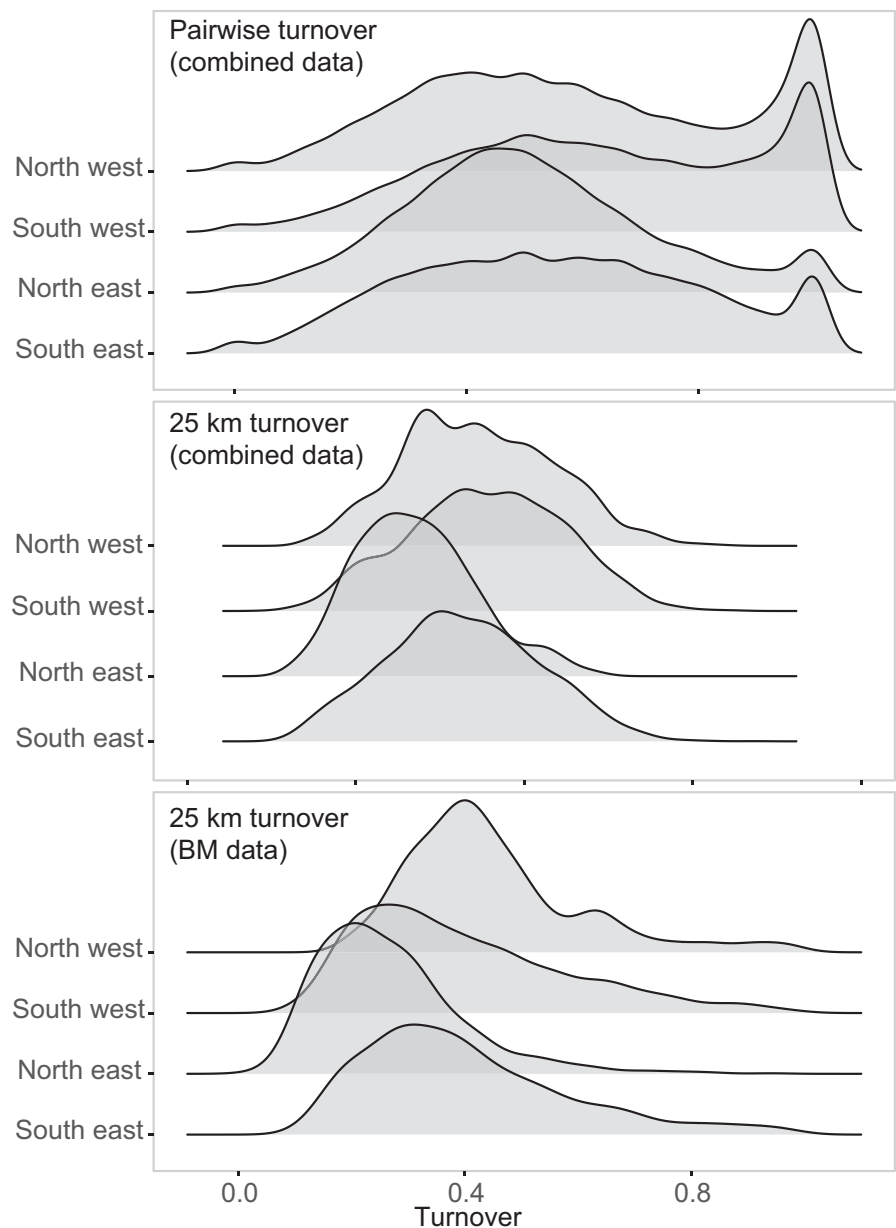 Pairwise turnover
(combined data)
North west
South west
North east
South east
25 km turnover
(combined data)
North west
South west
North east
South east
25 km turnover
(BM data)
North west
South west
North east
South east
0.0 0.4 0.8
Turnover